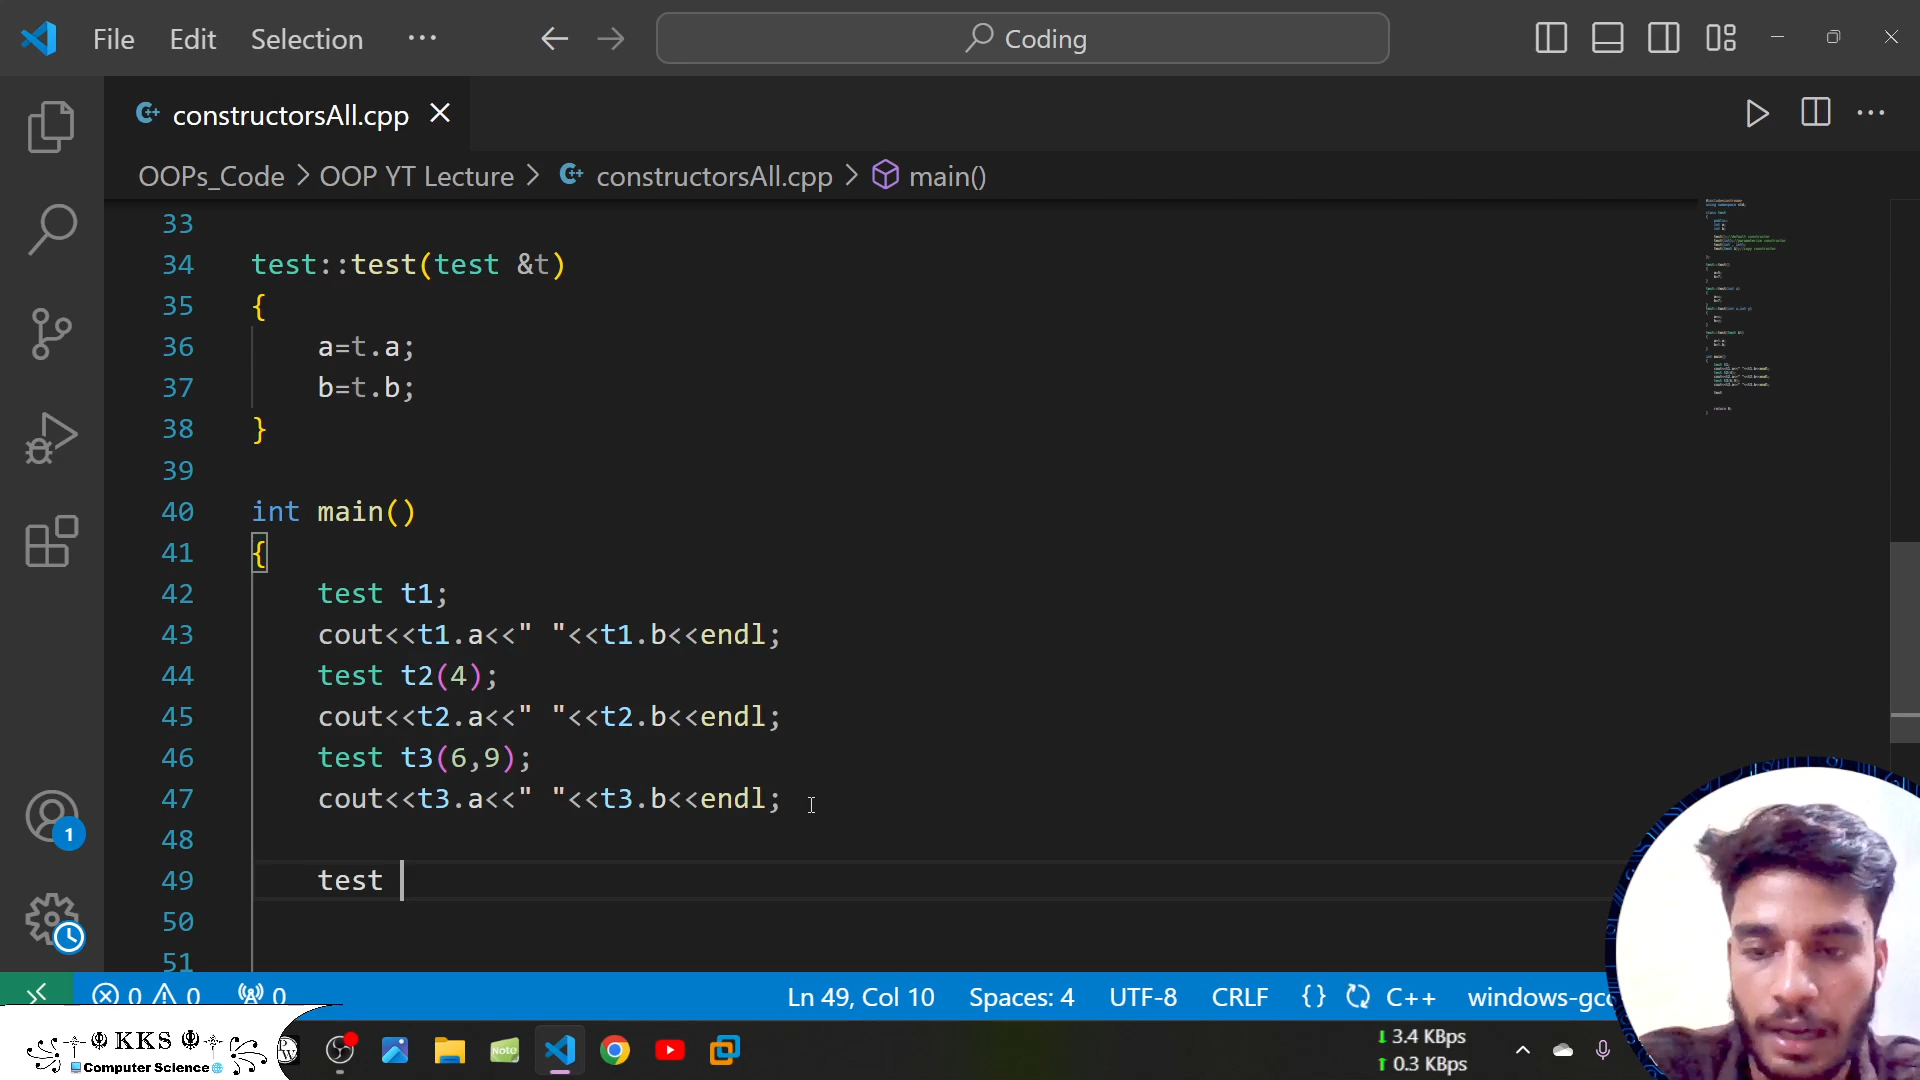 File Edit Selection ··· Coding
constructorsAll.cpp
OOPs_Code > OOP YT Lecture > constructorsAll.cpp > main()
33
34 test::test(test &t)
35 {
36 a=t.a;
37 b=t.b;
38 }
39
40 int main()
41 {
42 test t1;
43 cout<<t1.a<<" "<<t1.b<<endl;
44 test t2(4);
45 cout<<t2.a<<" "<<t2.b<<endl;
46 test t3(6,9);
47 cout<<t3.a<<" "<<t3.b<<endl;
48
49 test
50
51
1
0 0 0 Ln 49, Col 10 Spaces: 4 UTF-8 CRLF {} C++ windows-gcc
KKS
Computer Science
PW
Note
3.4 KBps
0.3 KBps